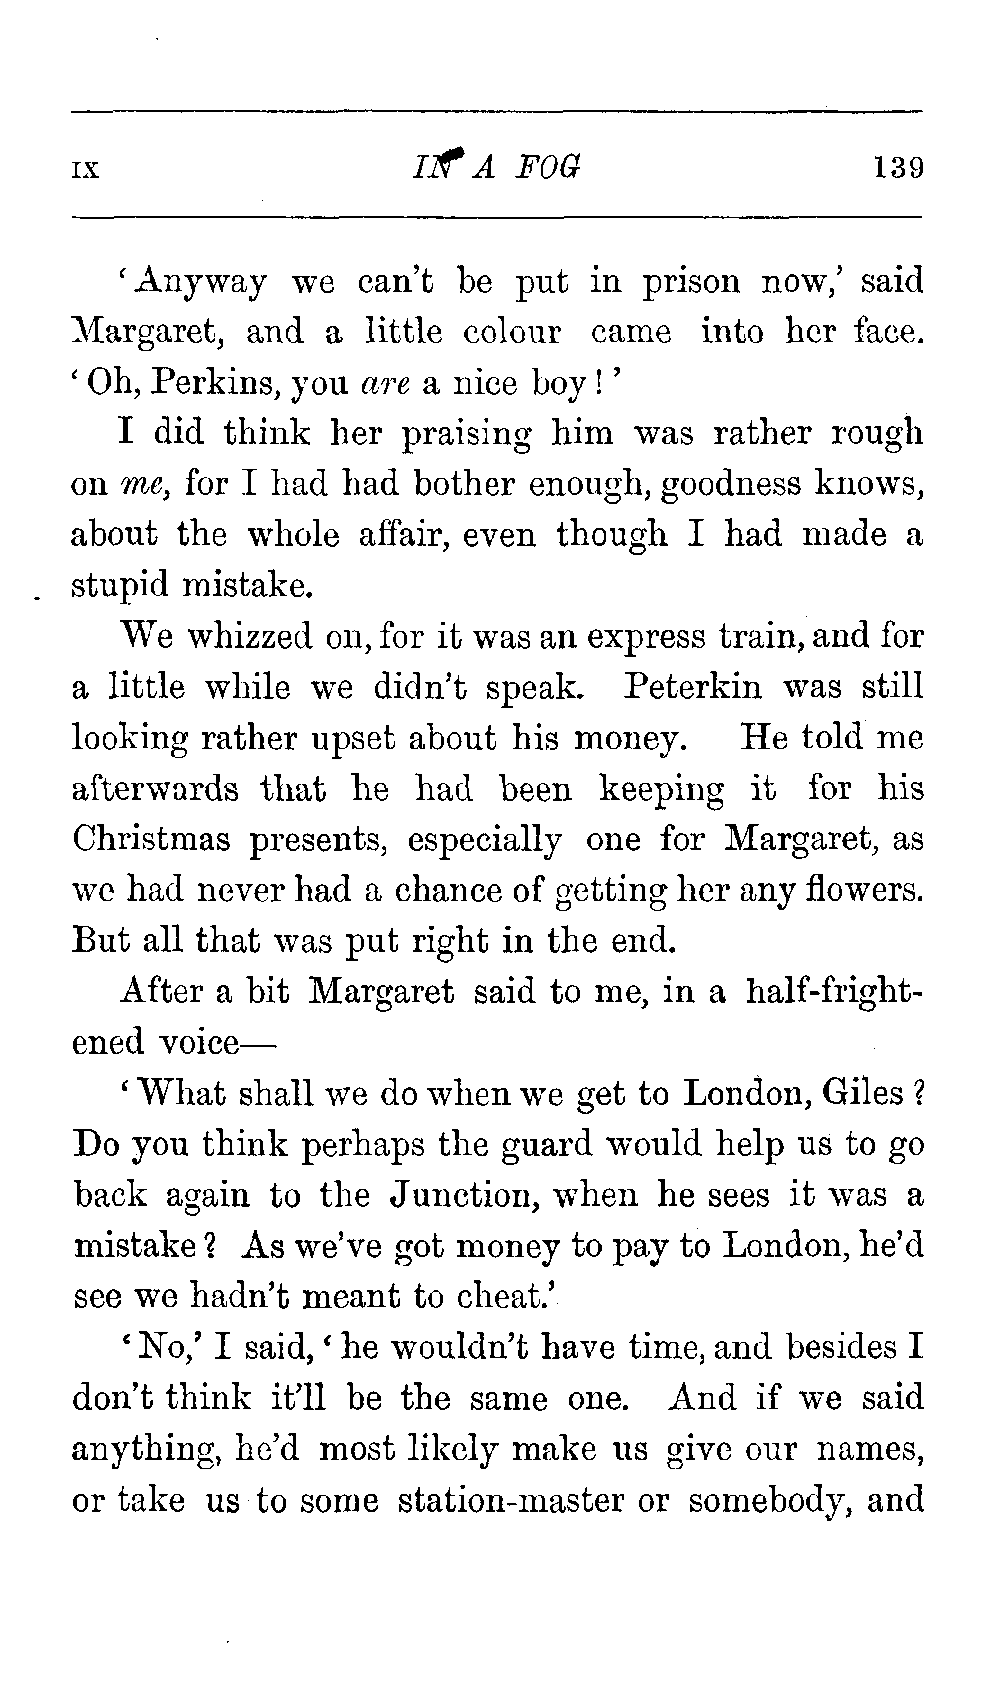 IX IN A FOG 139
‘Anyway we can’t be put in prison now,’ said
Margaret, and a little colour came into her face.
‘Oh, Perkins, you are a nice boy!’
I did think her praising him was rather rough
on me, for I had had bother enough, goodness knows,
about the whole affair, even though I had made a
stupid mistake.
We whizzed on, for it was an express train, and for
a little while we didn’t speak. Peterkin was still
looking rather upset about his money. He told me
afterwards that he had been keeping it for his
Christmas presents, especially one for Margaret, as
we had never had a chance of getting her any flowers.
But all that was put right in the end.
After a bit Margaret said to me, in a half-fright-
ened voice—
‘What shall we do when we get to London, Giles?
Do you think perhaps the guard would help us to go
back again to the Junction, when he sees it was a
mistake? As we’ve got money to pay to London, he’d
see we hadn’t meant to cheat.’
‘No,’ I said, ‘he wouldn’t have time, and besides I
don’t think it’ll be the same one. And if we said
anything, he’d most likely make us give our names,
or take us to some station-master or somebody, and